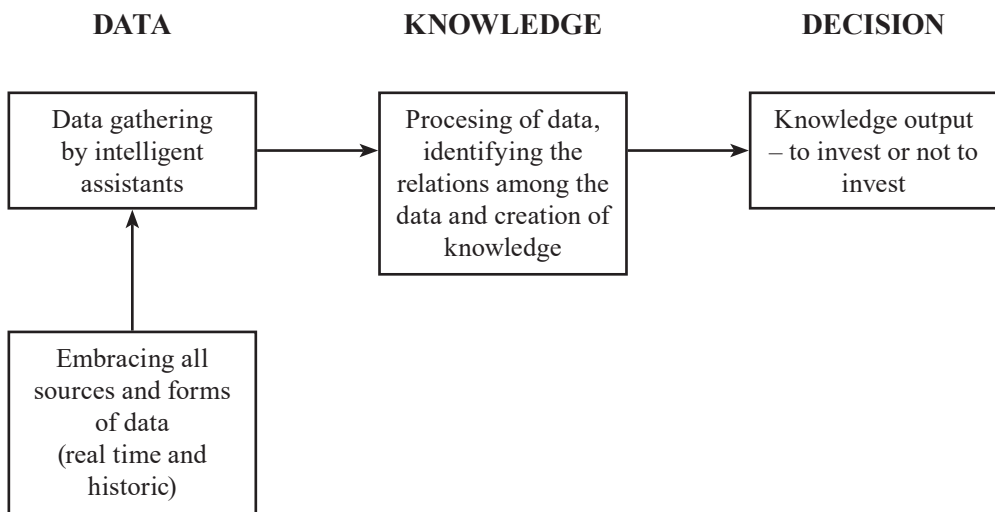 DATA
KNOWLEDGE
DECISION
Data gathering
by intelligent
assistants
Procesing of data,
identifying the
relations among the
data and creation of
knowledge
Knowledge output
– to invest or not to
invest
Embracing all
sources and forms
of data
(real time and
historic)